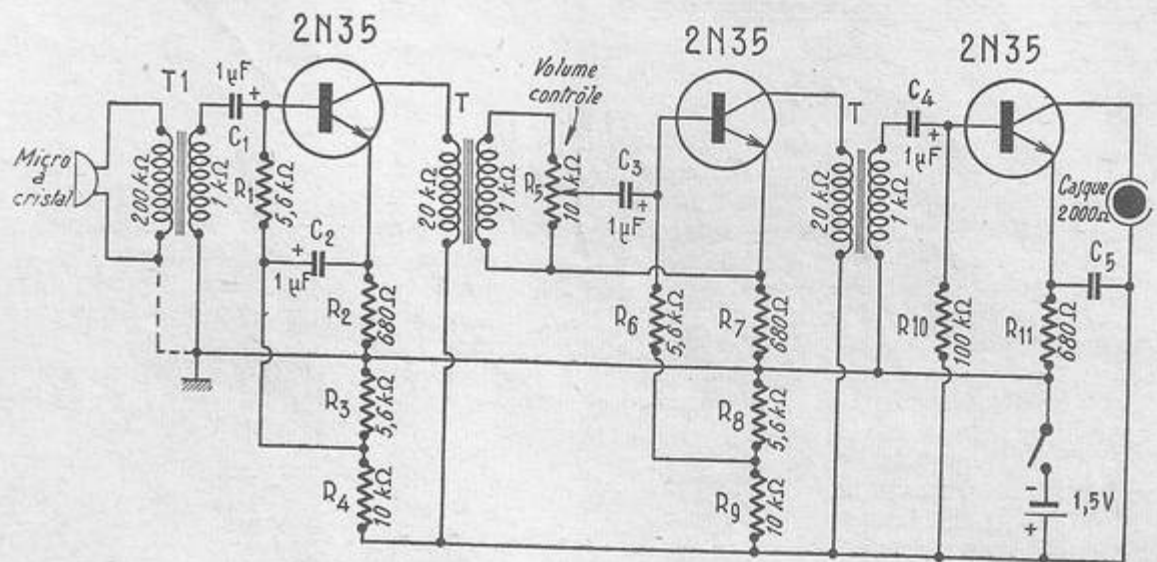 2N35
2N35
2N35
T1
1µF
+
C1
Micro
à
cristal
200 kΩ
1 kΩ
R1
5,6 kΩ
+
C2
1µF
R2
680Ω
R3
5,6 kΩ
R4
10 kΩ
T
20 kΩ
1 kΩ
Volume
contrôle
R5
10 kΩ
C3
1µF
+
R6
5,6 kΩ
R7
680Ω
R8
5,6 kΩ
R9
10 kΩ
T
20 kΩ
1 kΩ
C4
1µF
+
R10
100 kΩ
R11
680Ω
Casque
2000Ω
C5
-
1,5V
+